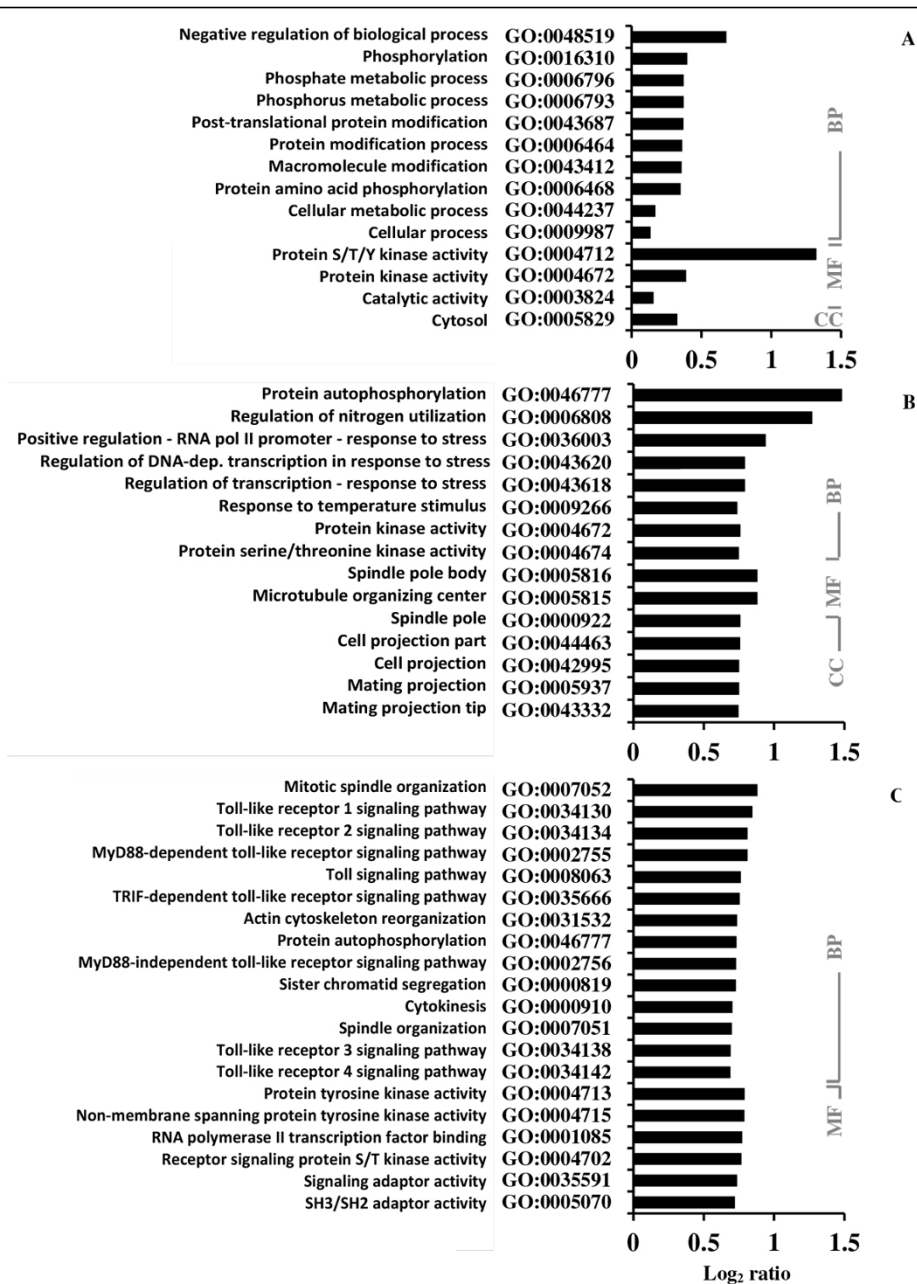 A
Negative regulation of biological process GO:0048519
Phosphorylation GO:0016310
Phosphate metabolic process GO:0006796
Phosphorus metabolic process GO:0006793
Post-translational protein modification GO:0043687
Protein modification process GO:0006464
Macromolecule modification GO:0043412
Protein amino acid phosphorylation GO:0006468
Cellular metabolic process GO:0044237
Cellular process GO:0009987
Protein S/T/Y kinase activity GO:0004712
Protein kinase activity GO:0004672
Catalytic activity GO:0003824
Cytosol GO:0005829
BP
MF
CC
0 0.5 1 1.5
B
Protein autophosphorylation GO:0046777
Regulation of nitrogen utilization GO:0006808
Positive regulation - RNA pol II promoter - response to stress GO:0036003
Regulation of DNA-dep. transcription in response to stress GO:0043620
Regulation of transcription - response to stress GO:0043618
Response to temperature stimulus GO:0009266
Protein kinase activity GO:0004672
Protein serine/threonine kinase activity GO:0004674
Spindle pole body GO:0005816
Microtubule organizing center GO:0005815
Spindle pole GO:0000922
Cell projection part GO:0044463
Cell projection GO:0042995
Mating projection GO:0005937
Mating projection tip GO:0043332
BP
MF
CC
0 0.5 1 1.5
C
Mitotic spindle organization GO:0007052
Toll-like receptor 1 signaling pathway GO:0034130
Toll-like receptor 2 signaling pathway GO:0034134
MyD88-dependent toll-like receptor signaling pathway GO:0002755
Toll signaling pathway GO:0008063
TRIF-dependent toll-like receptor signaling pathway GO:0035666
Actin cytoskeleton reorganization GO:0031532
Protein autophosphorylation GO:0046777
MyD88-independent toll-like receptor signaling pathway GO:0002756
Sister chromatid segregation GO:0000819
Cytokinesis GO:0000910
Spindle organization GO:0007051
Toll-like receptor 3 signaling pathway GO:0034138
Toll-like receptor 4 signaling pathway GO:0034142
Protein tyrosine kinase activity GO:0004713
Non-membrane spanning protein tyrosine kinase activity GO:0004715
RNA polymerase II transcription factor binding GO:0001085
Receptor signaling protein S/T kinase activity GO:0004702
Signaling adaptor activity GO:0035591
SH3/SH2 adaptor activity GO:0005070
BP
MF
0 0.5 1 1.5
Log₂ ratio